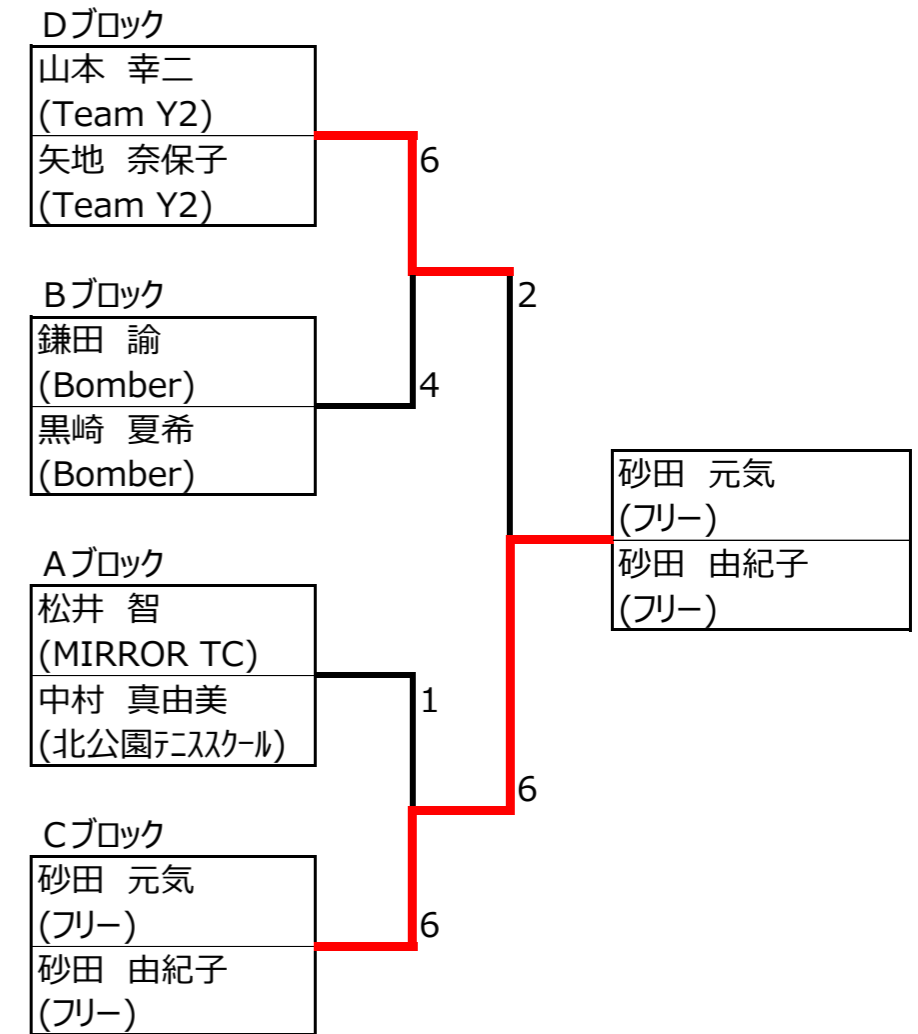 Dブロック
山本　幸二
(Team Y2)
矢地　奈保子
(Team Y2)
6
Bブロック
鎌田　諭
(Bomber)
黒崎　夏希
(Bomber)
4
2
Aブロック
松井　智
(MIRROR TC)
中村　真由美
(北公園ﾃﾆｽｽｸｰﾙ)
1
Cブロック
砂田　元気
(フリー)
砂田　由紀子
(フリー)
6
6
砂田　元気
(フリー)
砂田　由紀子
(フリー)